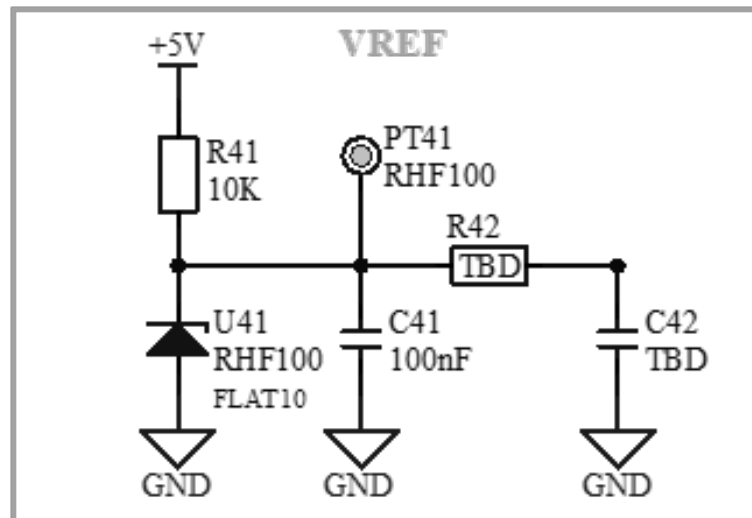 +5V
VREF
R41
10K
PT41
RHF100
R42
TBD
U41
RHF100
FLAT10
C41
100nF
C42
TBD
GND
GND
GND